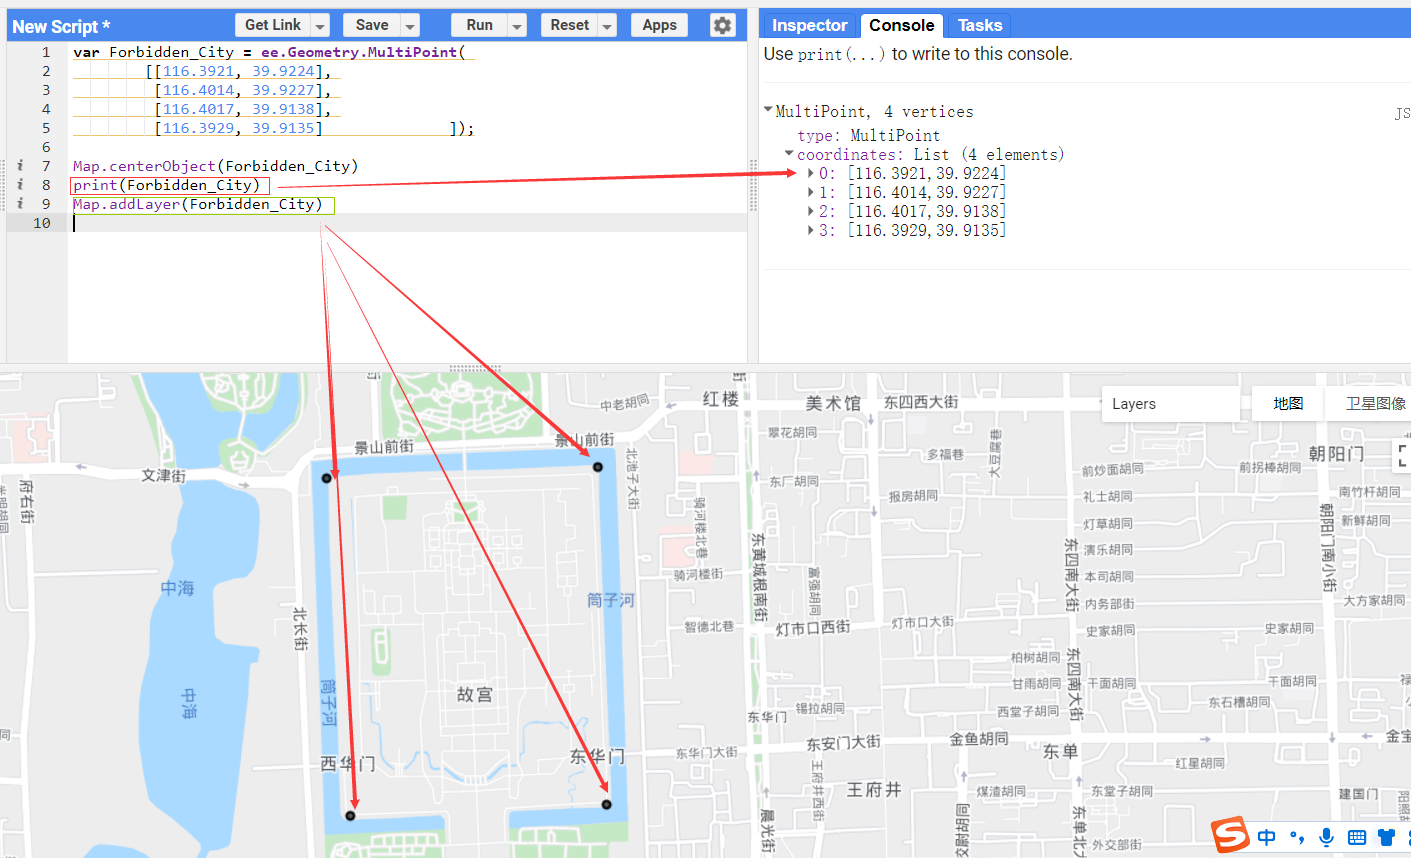 New Script *
Get Link
Save
Run
Reset
Apps
1 var Forbidden_City = ee.Geometry.MultiPoint(
2 [[116.3921, 39.9224],
3 [116.4014, 39.9227],
4 [116.4017, 39.9138],
5 [116.3929, 39.9135] ]);
6
7 Map.centerObject(Forbidden_City)
8 print(Forbidden_City)
9 Map.addLayer(Forbidden_City)
10
Inspector
Console
Tasks
Use print(...) to write to this console.
MultiPoint, 4 vertices
JS
type: MultiPoint
coordinates: List (4 elements)
0: [116.3921,39.9224]
1: [116.4014,39.9227]
2: [116.4017,39.9138]
3: [116.3929,39.9135]
Layers
地图
卫星图像
中老胡同
红楼
美术馆
东四西大街
景山前街
景山前街
翠花胡同
多福巷
大豆腐巷
朝阳门
文津街
北池子大街
东厂胡同
前炒面胡同
前拐棒胡同
府右街
报房胡同
礼士胡同
南竹杆胡同
骑河楼北巷
灯草胡同
新鲜胡同
朝阳门南小街
东黄城根南街
东四南大街
演乐胡同
中海
骑河楼街
富强胡同
本司胡同
筒子河
内务部街
大方家胡同
北长街
智德北巷
灯市口西街
灯市口大街
史家胡同
史家胡同
柏树胡同
东四南大街
中海
筒子河
故宫
甘雨胡同
干面胡同
干面胡同
锡拉胡同
西堂子胡同
东石槽胡同
东华门
西华门
东华门
东华门大街
东安门大街
金鱼胡同
东单
金宝
王府井西街
红星胡同
王府井
煤渣胡同
东堂子胡同
建国门
晨光街
交尉胡同
东单北大
外交部街
中